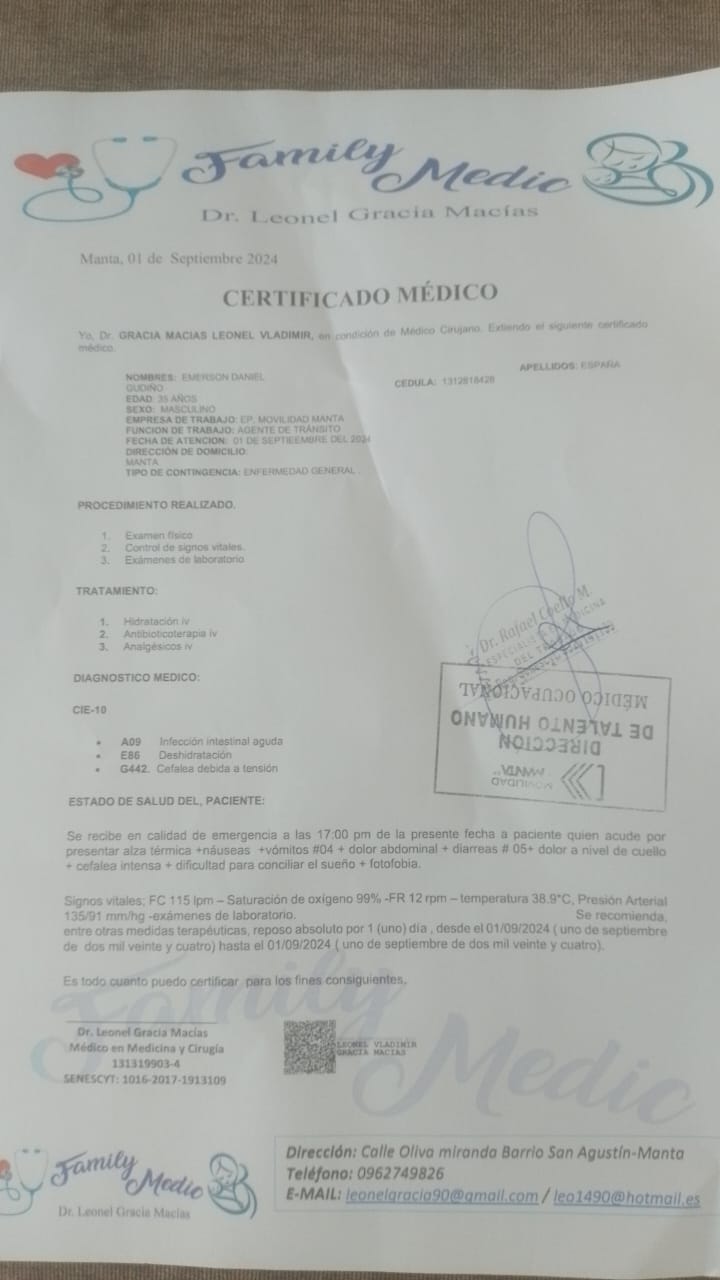 Family Medic
Dr. Leonel Gracia Macías
Manta, 01 de Septiembre 2024
CERTIFICADO MÉDICO
Yo, Dr. GRACIA MACIAS LEONEL VLADIMIR, en condición de Médico Cirujano. Extiendo el siguiente certificado
médico.
NOMBRES: EMERSON DANIEL
APELLIDOS: ESPAÑA
GUDIÑO
CEDULA: 1312818428
EDAD: 35 AÑOS
SEXO: MASCULINO
EMPRESA DE TRABAJO: EP. MOVILIDAD MANTA
FUNCION DE TRABAJO: AGENTE DE TRÁNSITO
FECHA DE ATENCION: 01 DE SEPTIEEMBRE DEL 2024
DIRECCIÓN DE DOMICILIO:
MANTA
TIPO DE CONTINGENCIA: ENFERMEDAD GENERAL .
PROCEDIMIENTO REALIZADO.
1. Examen físico
2. Control de signos vitales.
3. Exámenes de laboratorio
TRATAMIENTO:
1. Hidratación iv
2. Antibioticoterapia iv
3. Analgésicos iv
Dr. Rafael Coello M.
ESPECIALISTA MEDICINA
DEL TRABAJO
MÉDICO OCUPACIONAL
DE TALENTO HUMANO
DIRECCIÓN
MOVILIDAD
MANTA
DIAGNOSTICO MEDICO:
CIE-10
• A09 Infección intestinal aguda
• E86 Deshidratación
• G442. Cefalea debida a tensión
ESTADO DE SALUD DEL, PACIENTE:
Se recibe en calidad de emergencia a las 17:00 pm de la presente fecha a paciente quien acude por
presentar alza térmica +náuseas +vómitos #04 + dolor abdominal + diarreas # 05+ dolor a nivel de cuello
+ cefalea intensa + dificultad para conciliar el sueño + fotofobia.
Signos vitales; FC 115 lpm – Saturación de oxígeno 99% -FR 12 rpm – temperatura 38.9°C, Presión Arterial
135/91 mm/hg -exámenes de laboratorio. Se recomienda,
entre otras medidas terapéuticas, reposo absoluto por 1 (uno) día , desde el 01/09/2024 ( uno de septiembre
de dos mil veinte y cuatro) hasta el 01/09/2024 ( uno de septiembre de dos mil veinte y cuatro).
Es todo cuanto puedo certificar para los fines consiguientes.
Family Medic
Dr. Leonel Gracia Macías
Médico en Medicina y Cirugía
131319903-4
SENESCYT: 1016-2017-1913109
LEONEL VLADIMIR
GRACIA MACIAS
Family Medic
Dr. Leonel Gracia Macías
Dirección: Calle Oliva miranda Barrio San Agustín-Manta
Teléfono: 0962749826
E-MAIL: leonelgracia90@gmail.com / leo1490@hotmail.es